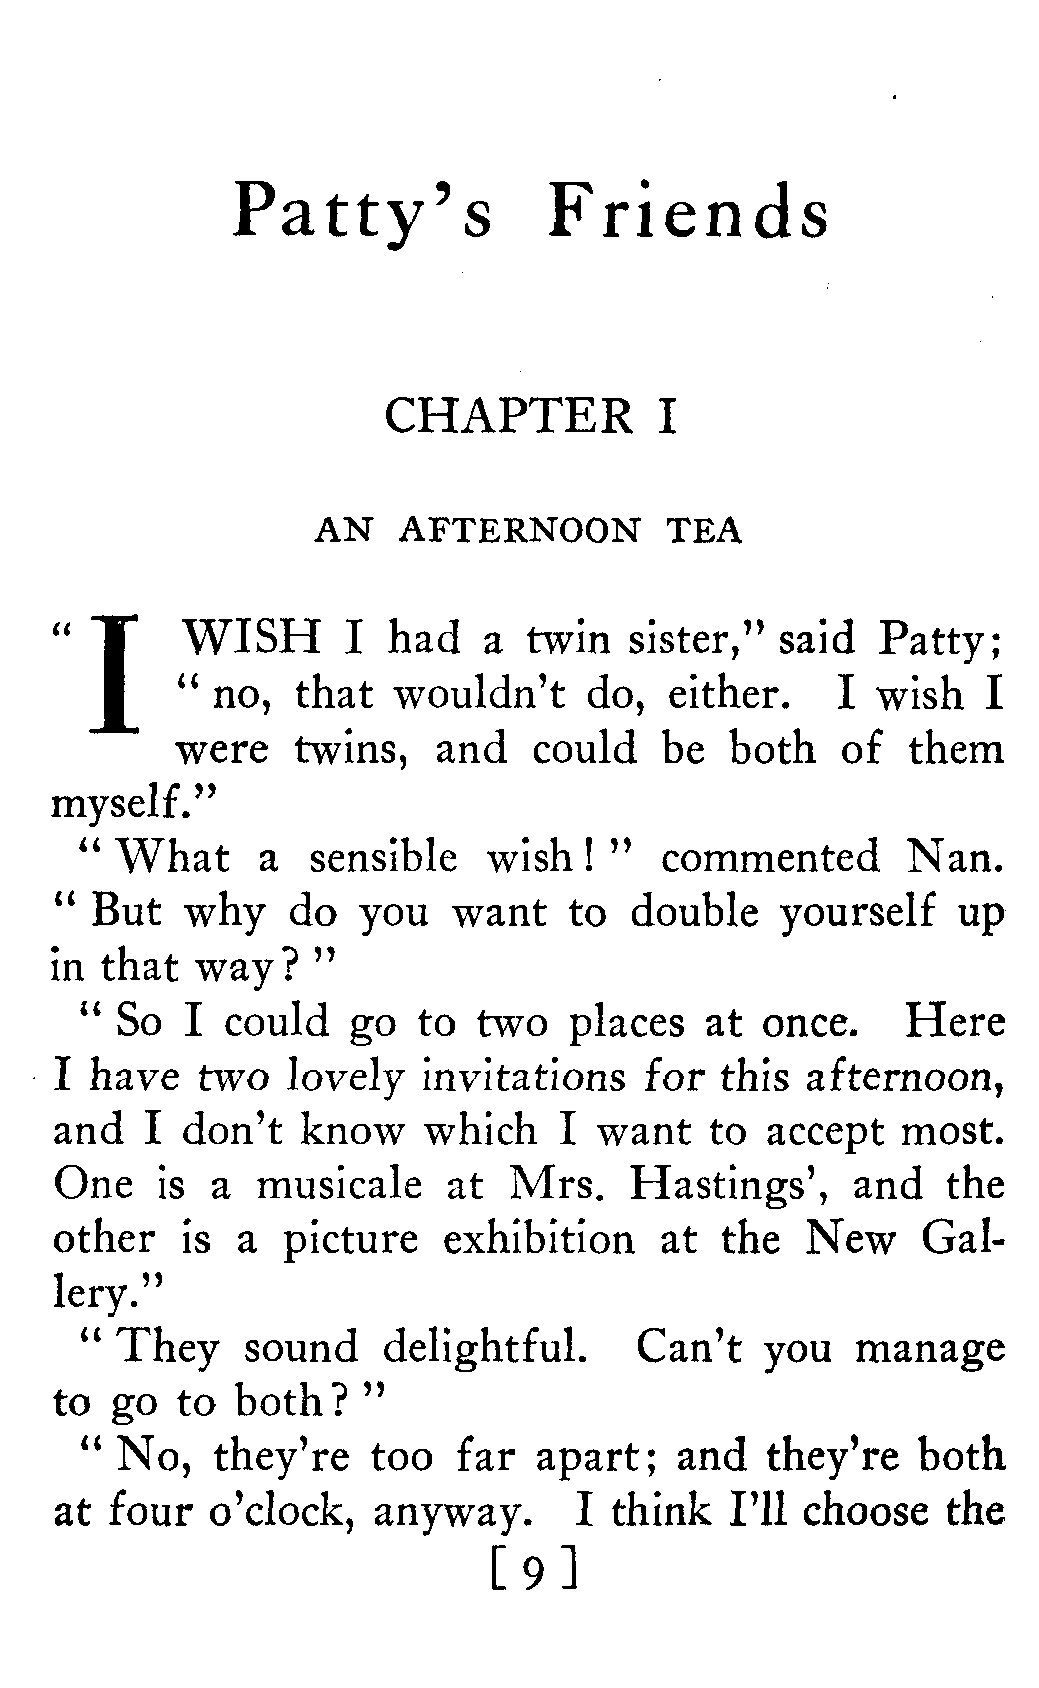 Patty's Friends
CHAPTER I
AN AFTERNOON TEA
"I WISH I had a twin sister," said Patty;
"no, that wouldn't do, either. I wish I
were twins, and could be both of them
myself."
"What a sensible wish!" commented Nan.
"But why do you want to double yourself up
in that way?"
"So I could go to two places at once. Here
I have two lovely invitations for this afternoon,
and I don't know which I want to accept most.
One is a musicale at Mrs. Hastings', and the
other is a picture exhibition at the New Gal-
lery."
"They sound delightful. Can't you manage
to go to both?"
"No, they're too far apart; and they're both
at four o'clock, anyway. I think I'll choose the
[9]